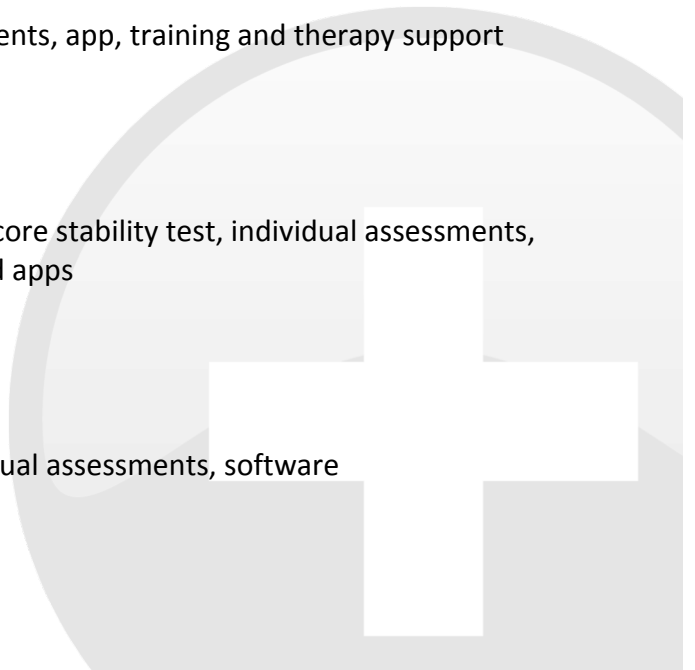 ents, app, training and therapy support
core stability test, individual assessments,
d apps
ual assessments, software